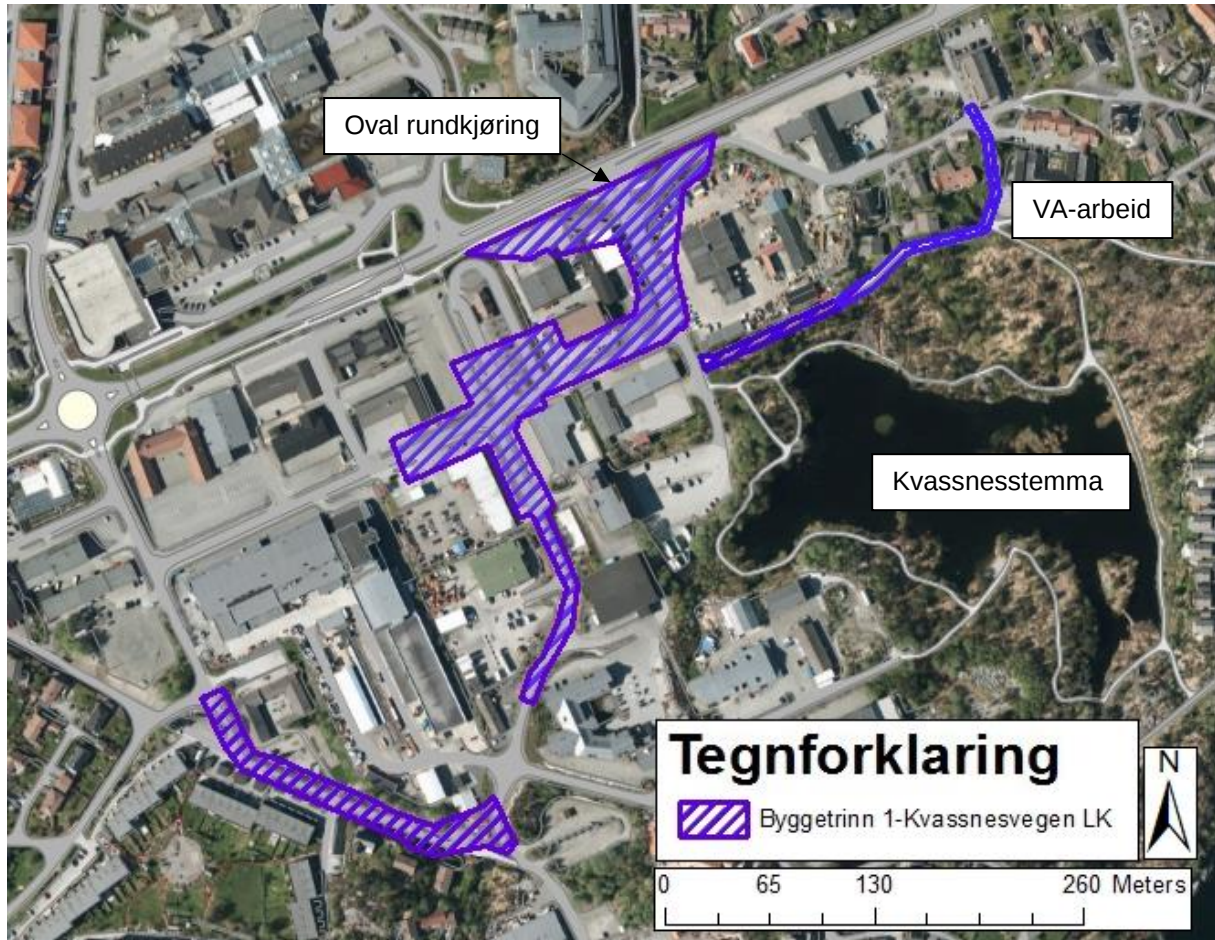 Oval rundkjøring
VA-arbeid
Kvassnesstemma
Tegnforklaring
Byggetrinn 1-Kvassnesvegen LK
N
0 65 130 260 Meters